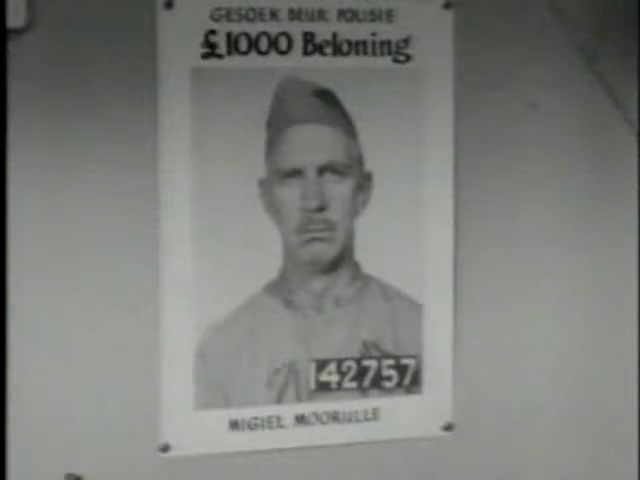 GESOEK DEUR POLISIE
£1000 Beloning
142757
MIGIEL MOORULLE